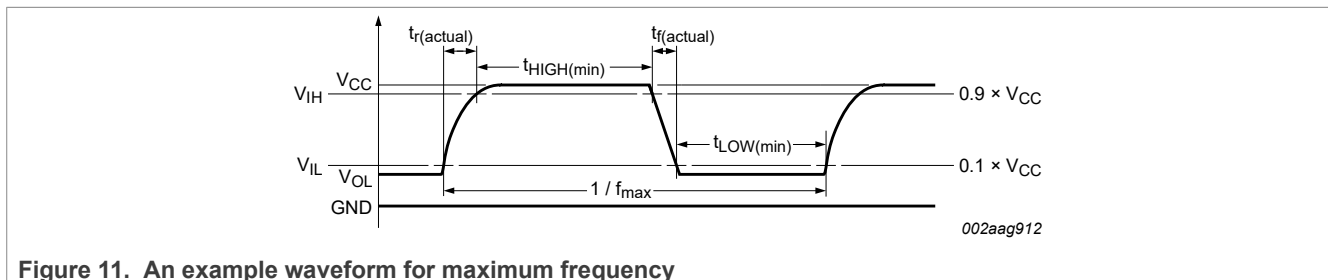 tr(actual) tf(actual)
tHIGH(min)
VCC
VIH 0.9 × VCC
tLOW(min)
VIL 0.1 × VCC
VOL
1 / fmax
GND
002aag912
Figure 11. An example waveform for maximum frequency